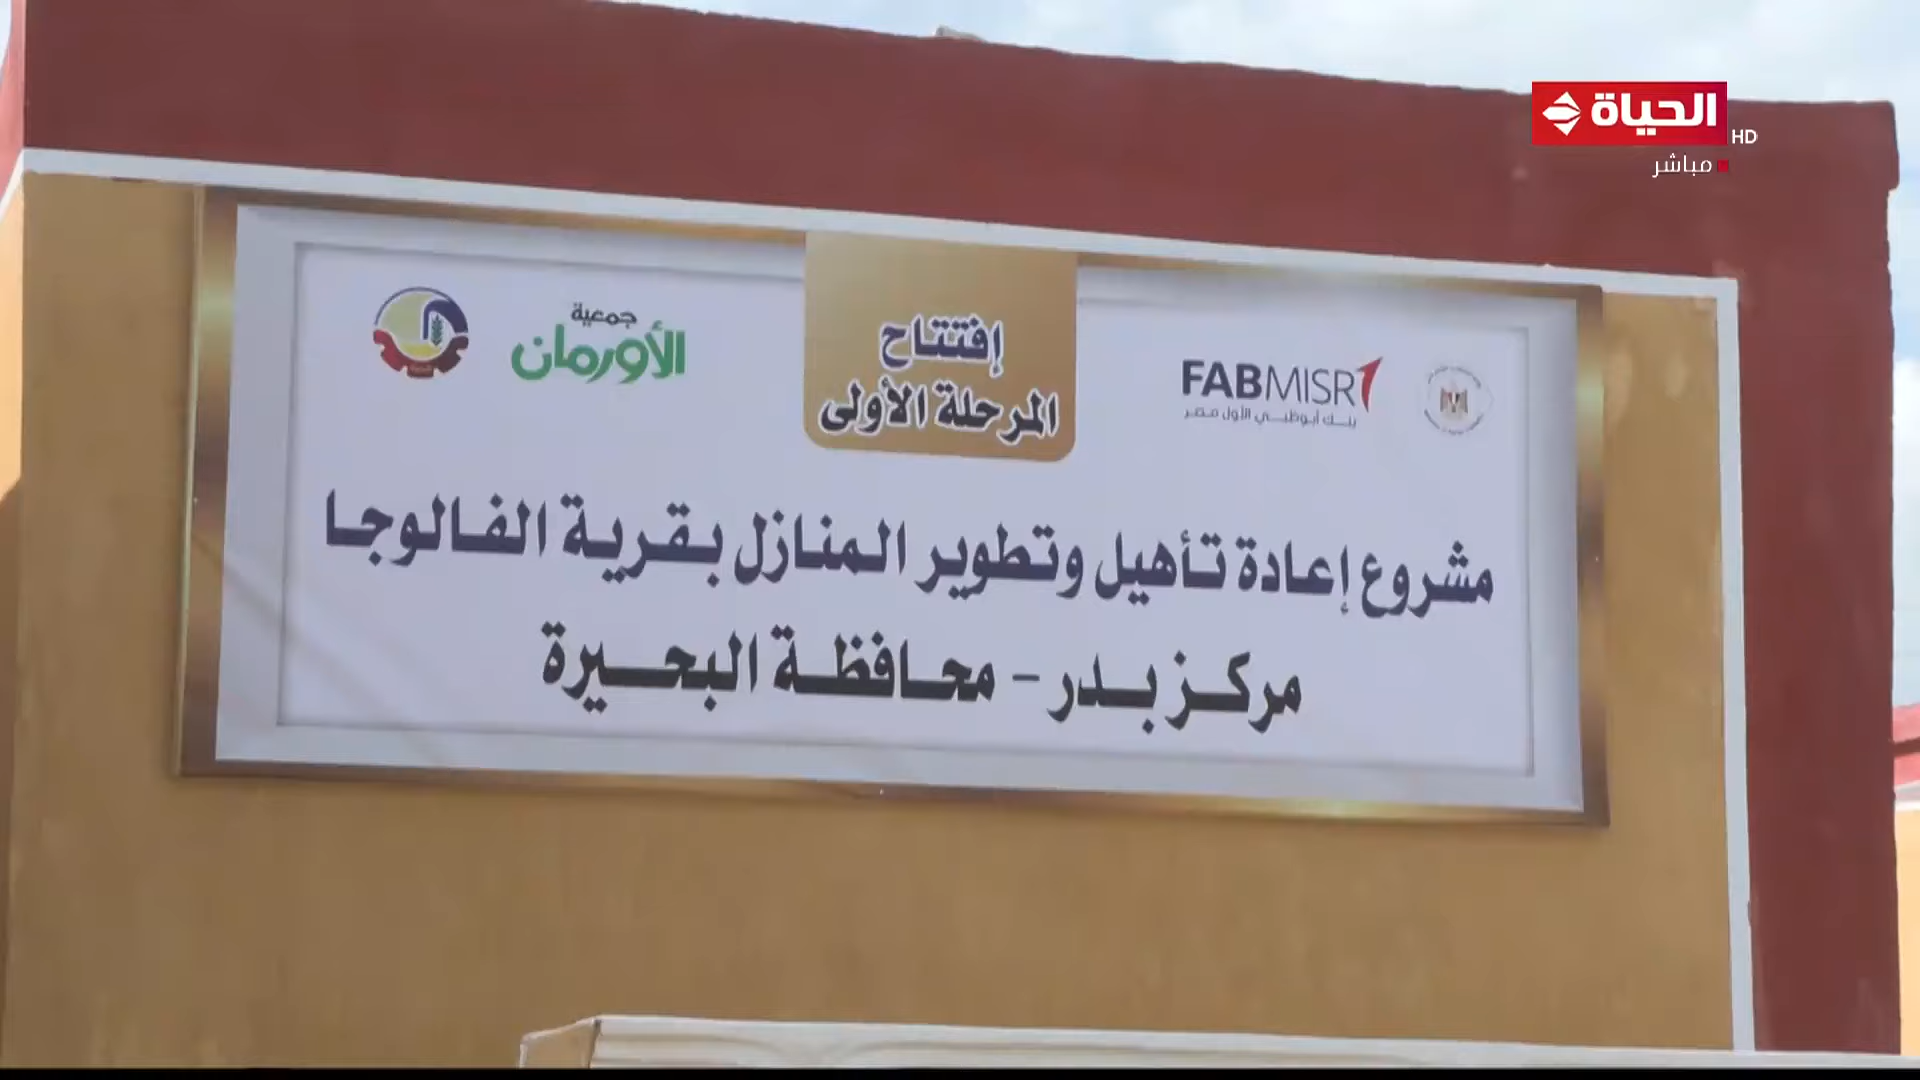 الحياة
HD
مباشر
إفتتاح
المرحلة الأولى
FABMISR
بنك أبوظبي الأول مصر
جمعية
الأورمان
مشروع إعادة تأهيل وتطوير المنازل بقرية الفالوجا
مركز بدر - محافظة البحيرة